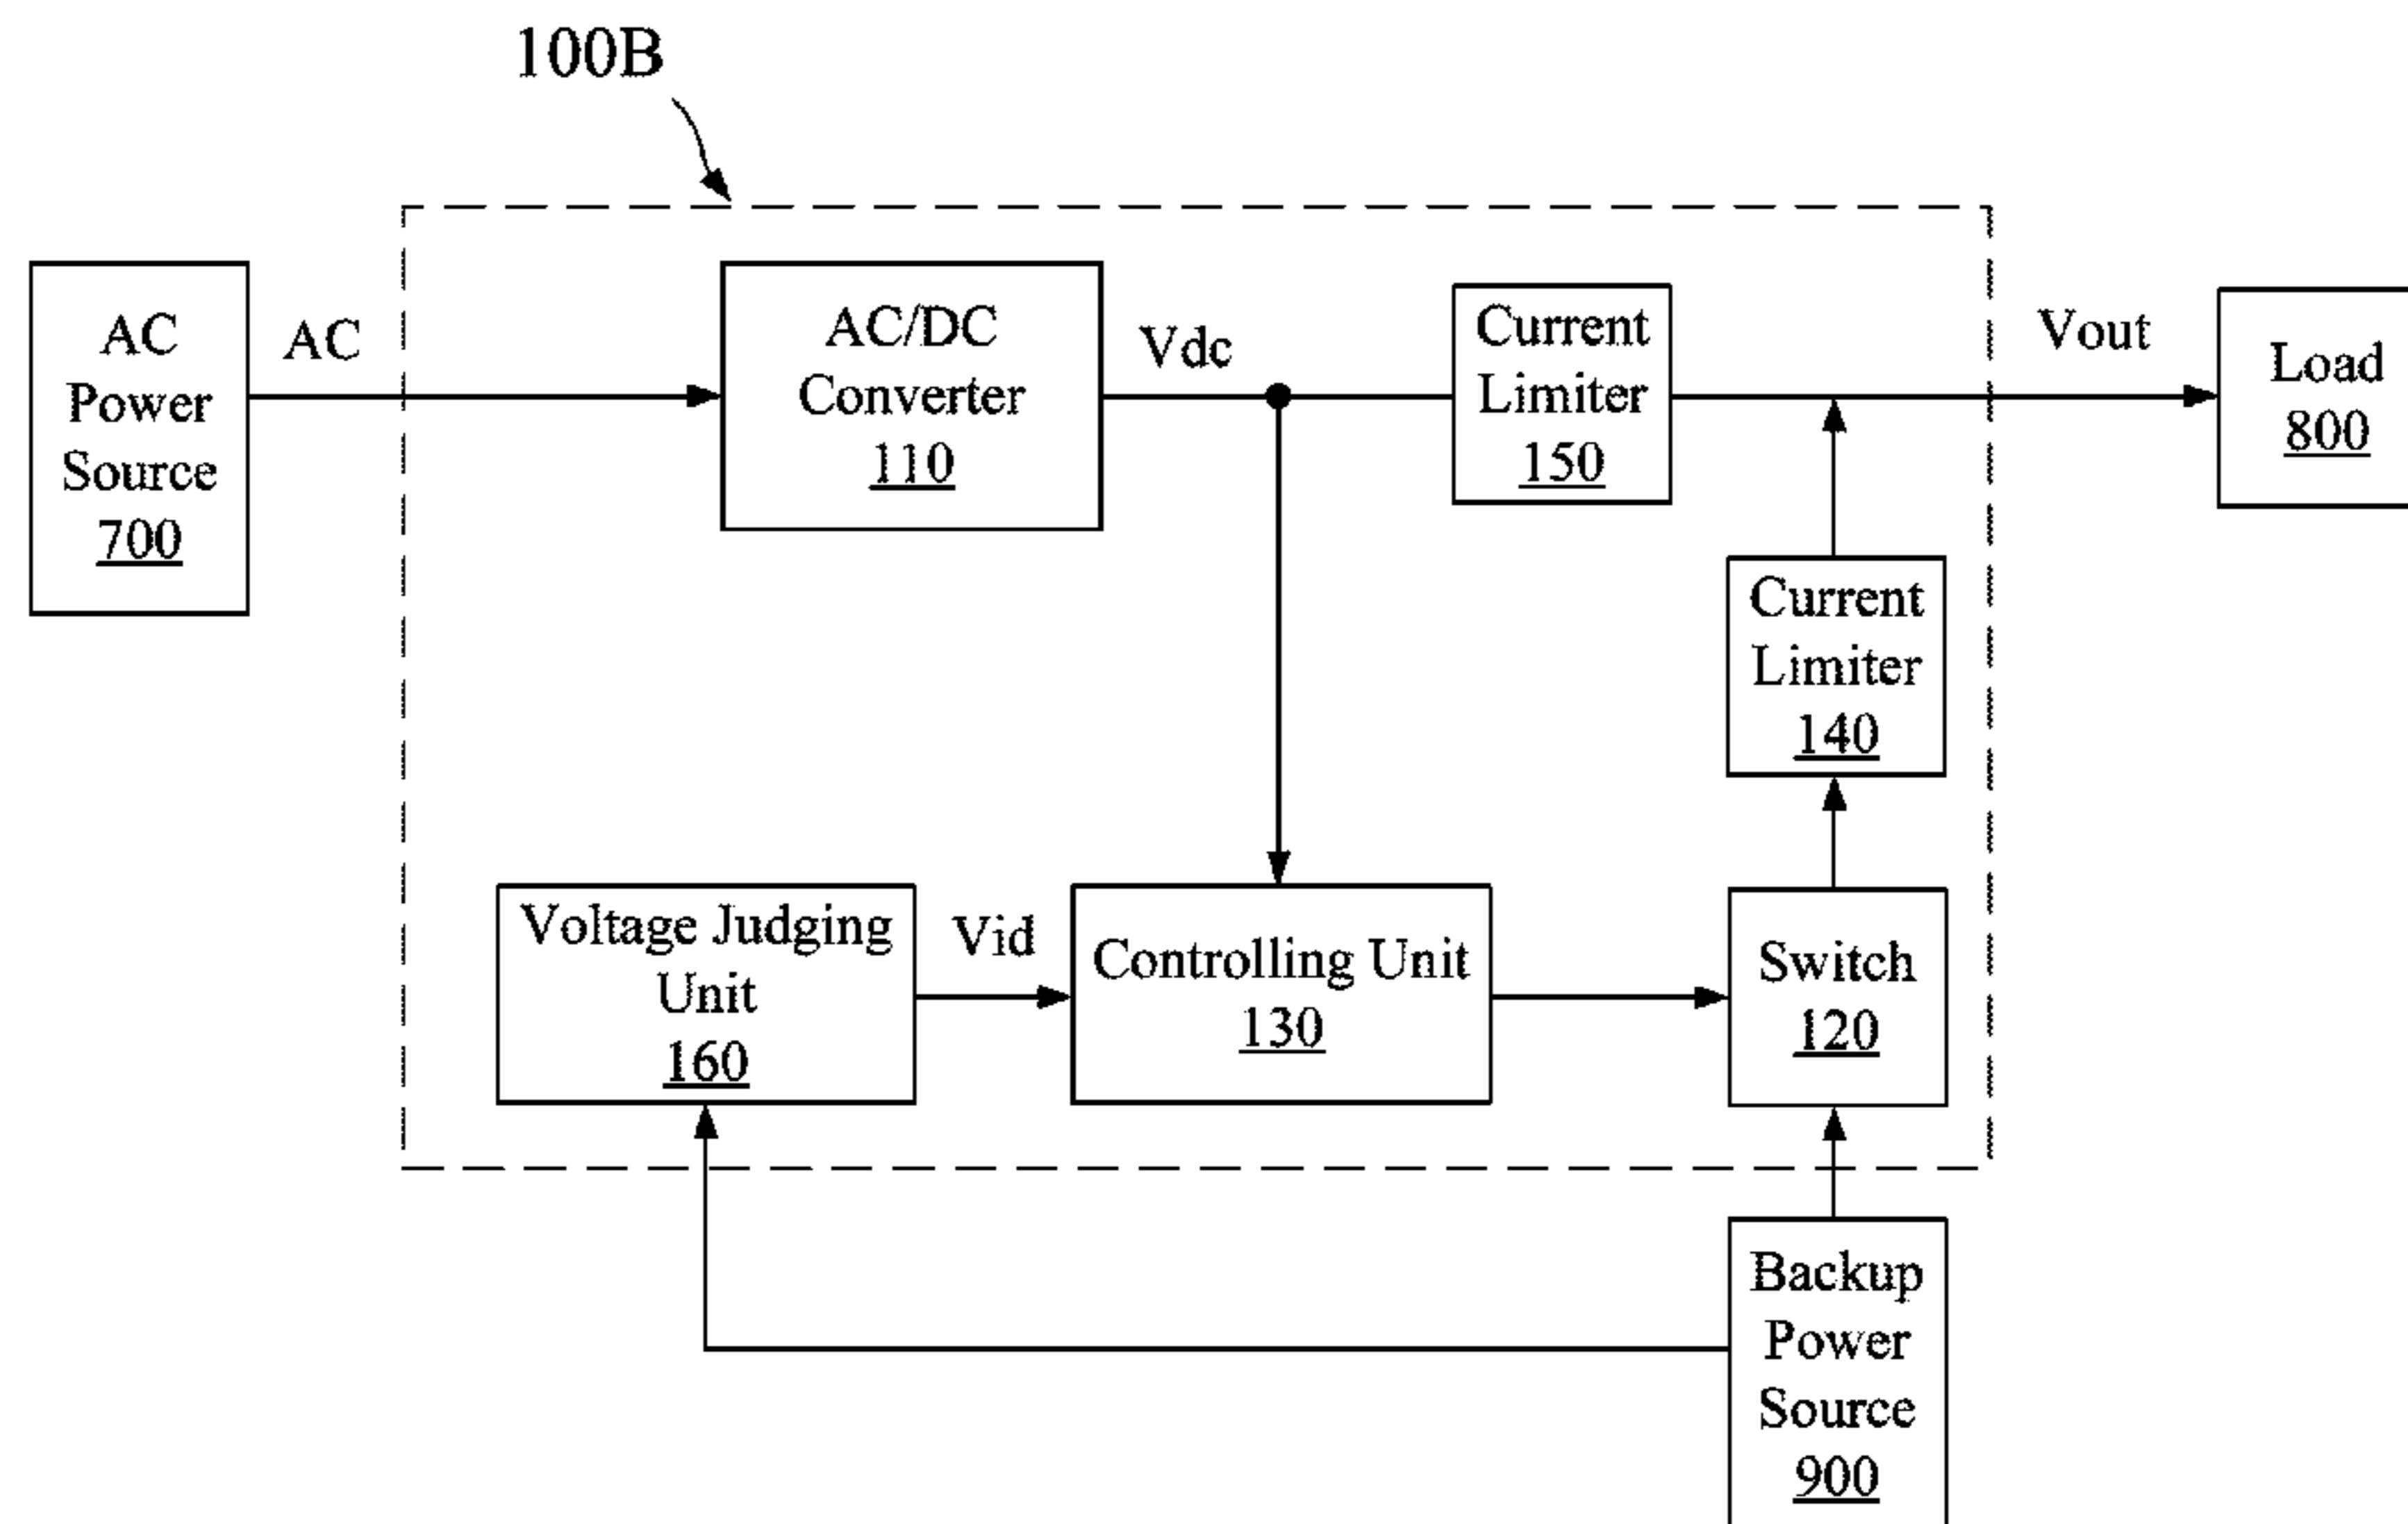 100B
AC
Power
Source
700
AC
AC/DC
Converter
110
Vdc
Current
Limiter
150
Vout
Load
800
Current
Limiter
140
Voltage Judging
Unit
160
Vid
Controlling Unit
130
Switch
120
Backup
Power
Source
900